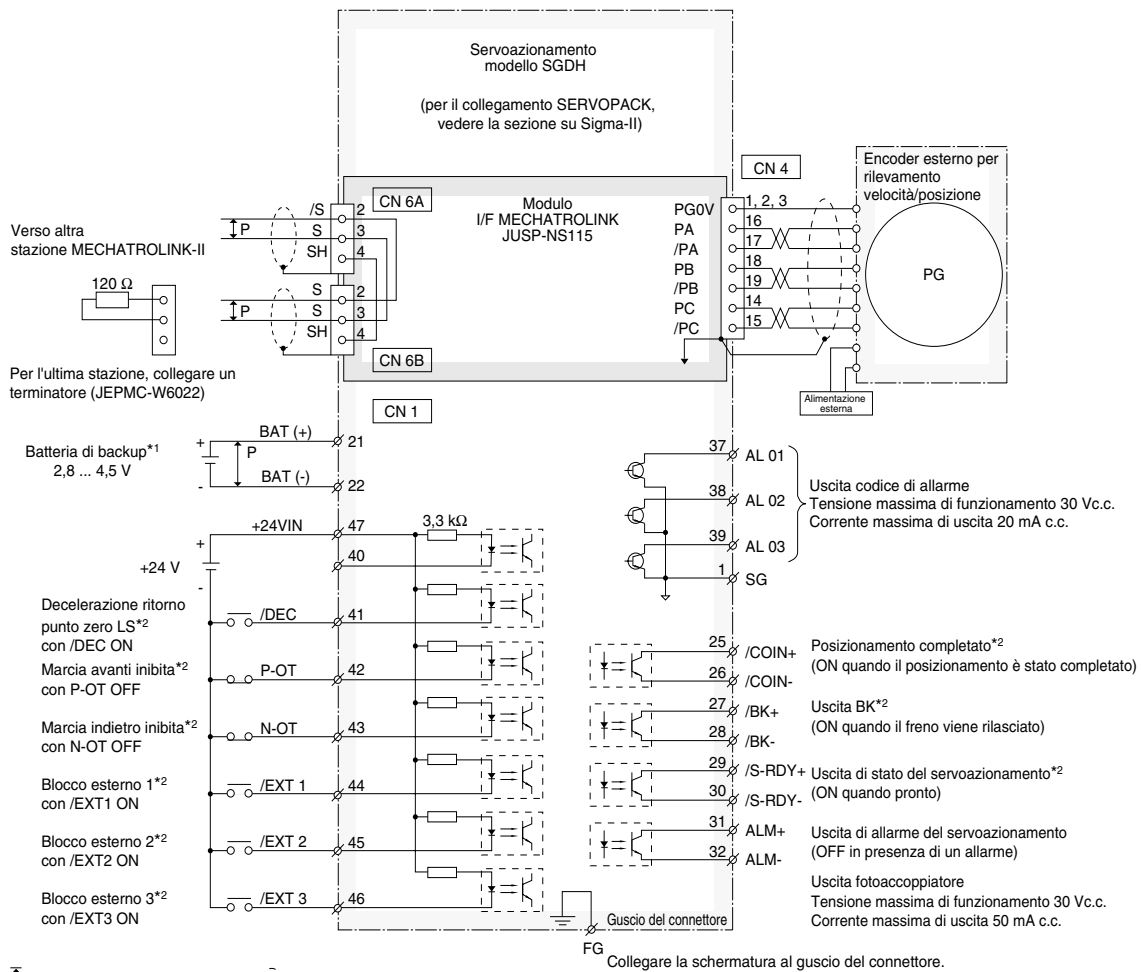 Servoazionamento
modello SGDH
(per il collegamento SERVOPACK,
vedere la sezione su Sigma-II)
CN 4
Encoder esterno per
rilevamento
velocità/posizione
PG
CN 6A
Modulo
I/F MECHATROLINK
JUSP-NS115
/S 2
S 3
SH 4
P
Verso altra
stazione MECHATROLINK-II
120 Ω
S 2
S 3
SH 4
P
CN 6B
Per l'ultima stazione, collegare un
terminatore (JEPMC-W6022)
PG0V 1, 2, 3
PA 16
/PA 17
PB 18
/PB 19
PC 14
/PC 15
Alimentazione
esterna
CN 1
Batteria di backup*1
2,8 ... 4,5 V
+ BAT (+) 21
P
- BAT (-) 22
+24VIN 47
3,3 kΩ
+
+24 V
-
40
Decelerazione ritorno
punto zero LS*2
con /DEC ON
/DEC 41
Marcia avanti inibita*2
con P-OT OFF
P-OT 42
Marcia indietro inibita*2
con N-OT OFF
N-OT 43
Blocco esterno 1*2
con /EXT1 ON
/EXT 1 44
Blocco esterno 2*2
con /EXT2 ON
/EXT 2 45
Blocco esterno 3*2
con /EXT3 ON
/EXT 3 46
37 AL 01
38 AL 02
39 AL 03
1 SG
Uscita codice di allarme
Tensione massima di funzionamento 30 Vc.c.
Corrente massima di uscita 20 mA c.c.
25 /COIN+
26 /COIN-
Posizionamento completato*2
(ON quando il posizionamento è stato completato)
27 /BK+
28 /BK-
Uscita BK*2
(ON quando il freno viene rilasciato)
29 /S-RDY+
30 /S-RDY-
Uscita di stato del servoazionamento*2
(ON quando pronto)
31 ALM+
32 ALM-
Uscita di allarme del servoazionamento
(OFF in presenza di un allarme)
Uscita fotoaccoppiatore
Tensione massima di funzionamento 30 Vc.c.
Corrente massima di uscita 50 mA c.c.
Guscio del connettore
FG
Collegare la schermatura al guscio del connettore.